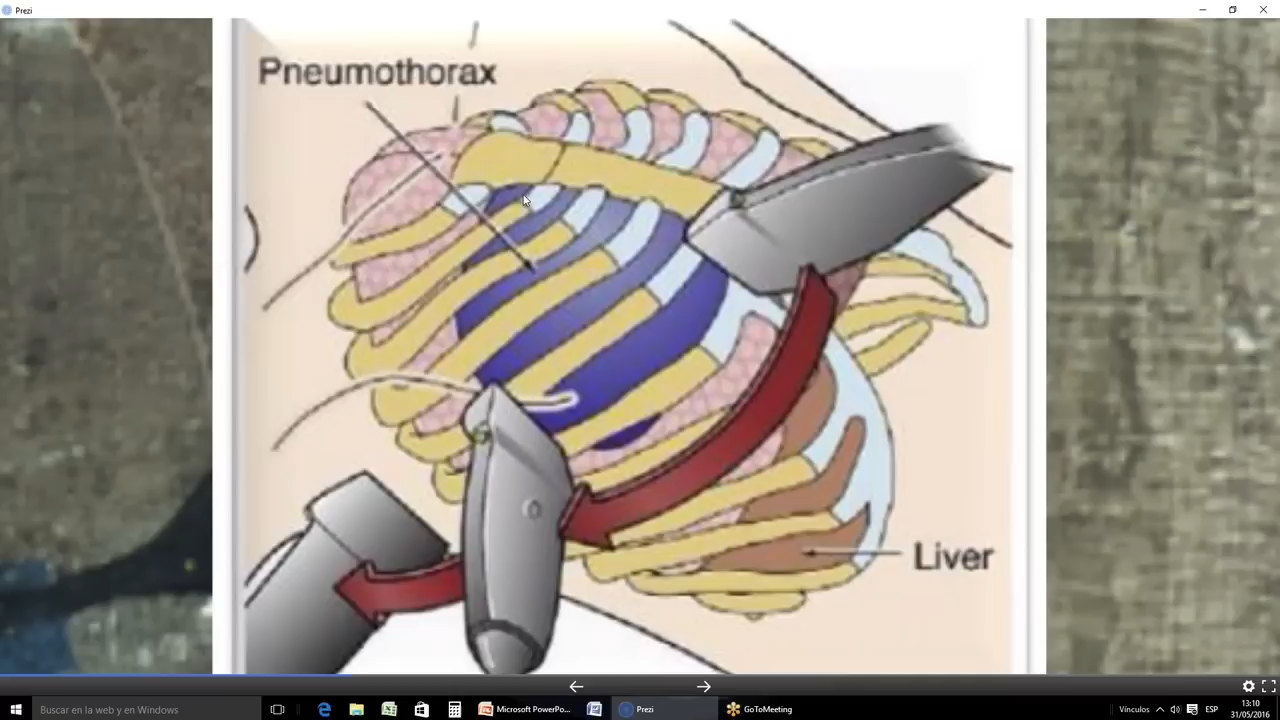 Prezi
Pneumothorax
Liver
Buscar en la web y en Windows
Microsoft PowerPo...
Prezi
GoToMeeting
Vínculos
ESP
13:10
31/05/2016